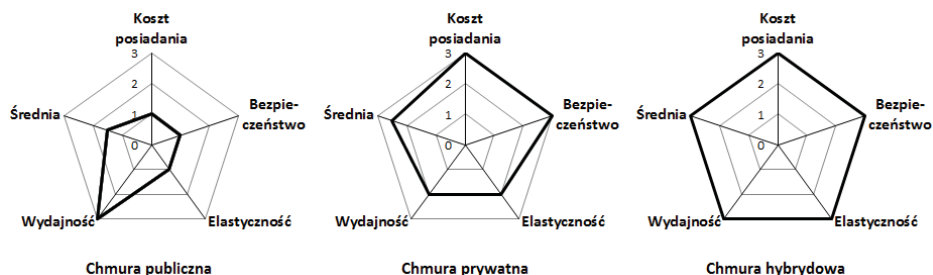 Koszt
posiadania
3
2
1
0
Średnia
Bezpie-
czeństwo
Wydajność
Elastyczność
Chmura publiczna
Koszt
posiadania
3
2
1
0
Średnia
Bezpie-
czeństwo
Wydajność
Elastyczność
Chmura prywatna
Koszt
posiadania
3
2
1
0
Średnia
Bezpie-
czeństwo
Wydajność
Elastyczność
Chmura hybrydowa